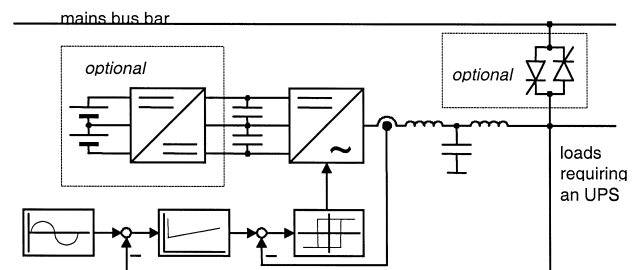 mains bus bar
optional
optional
loads
requiring
an UPS